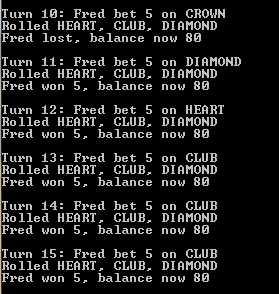 Turn 10: Fred bet 5 on CROWN
Rolled HEART, CLUB, DIAMOND
Fred lost, balance now 80
Turn 11: Fred bet 5 on DIAMOND
Rolled HEART, CLUB, DIAMOND
Fred won 5, balance now 80
Turn 12: Fred bet 5 on HEART
Rolled HEART, CLUB, DIAMOND
Fred won 5, balance now 80
Turn 13: Fred bet 5 on CLUB
Rolled HEART, CLUB, DIAMOND
Fred won 5, balance now 80
Turn 14: Fred bet 5 on CLUB
Rolled HEART, CLUB, DIAMOND
Fred won 5, balance now 80
Turn 15: Fred bet 5 on CLUB
Rolled HEART, CLUB, DIAMOND
Fred won 5, balance now 80